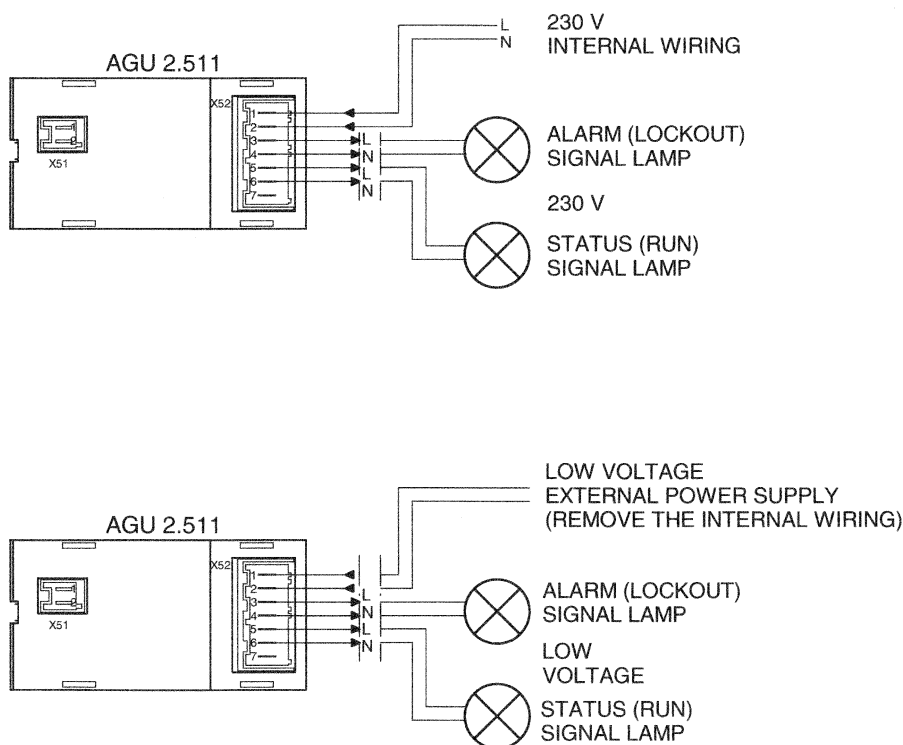 L
N
230 V
INTERNAL WIRING
AGU 2.511
X52
X51
1
2
3
4
5
6
7
L
N
L
N
ALARM (LOCKOUT)
SIGNAL LAMP
230 V
STATUS (RUN)
SIGNAL LAMP
LOW VOLTAGE
EXTERNAL POWER SUPPLY
(REMOVE THE INTERNAL WIRING)
AGU 2.511
X52
X51
1
2
3
4
5
6
7
L
N
L
N
ALARM (LOCKOUT)
SIGNAL LAMP
LOW
VOLTAGE
STATUS (RUN)
SIGNAL LAMP